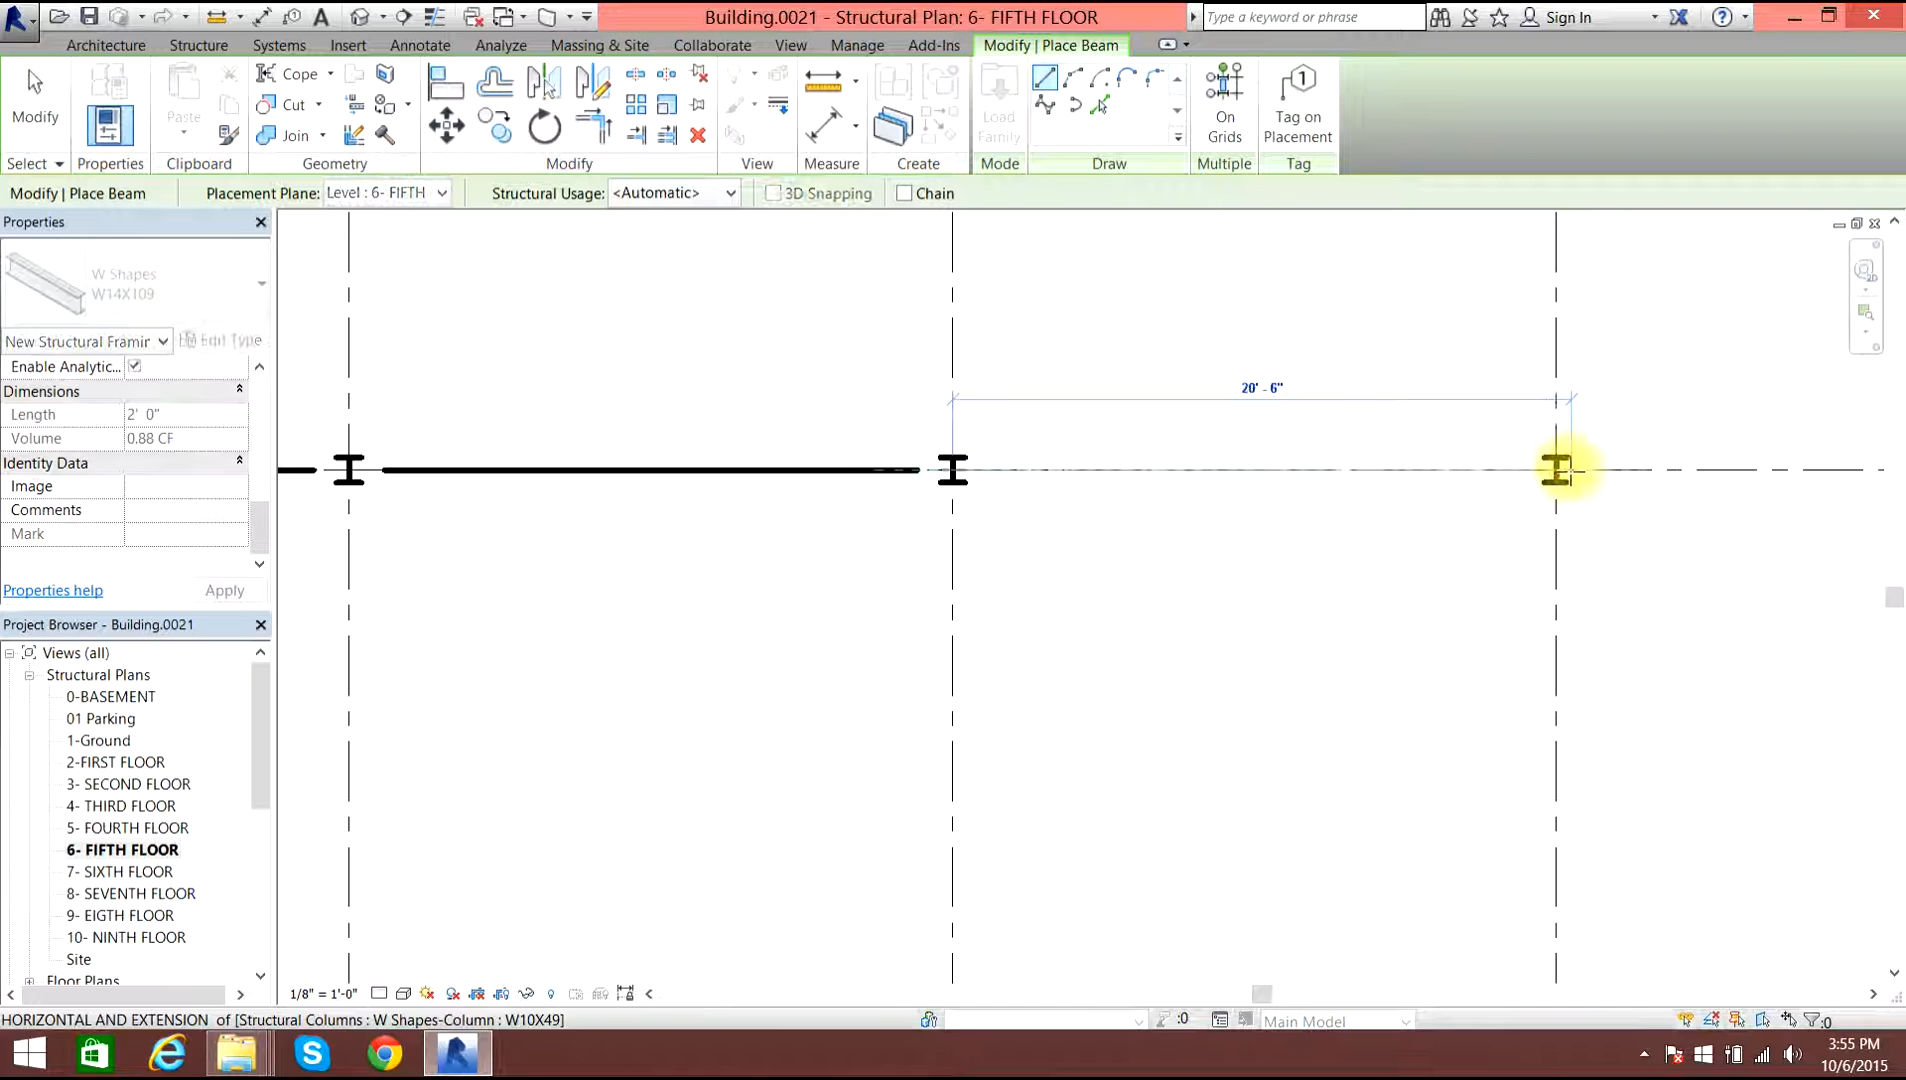 Building.0021 - Structural Plan: 6- FIFTH FLOOR
Type a keyword or phrase
Sign In
Architecture Structure Systems Insert Annotate Analyze Massing & Site Collaborate View Manage Add-Ins Modify | Place Beam
Modify
Paste
Cope
Cut
Join
Load Family
On Grids
Tag on Placement
Select Properties Clipboard Geometry Modify View Measure Create Mode Draw Multiple Tag
Modify | Place Beam Placement Plane: Level : 6- FIFTH Structural Usage: <Automatic> 3D Snapping Chain
Properties
W Shapes
W14X109
New Structural Framin Edit Type
Enable Analytic...
Dimensions
Length 2' 0"
Volume 0.88 CF
Identity Data
Image
Comments
Mark
Properties help Apply
Project Browser - Building.0021
Views (all)
Structural Plans
0-BASEMENT
01 Parking
1-Ground
2-FIRST FLOOR
3- SECOND FLOOR
4- THIRD FLOOR
5- FOURTH FLOOR
6- FIFTH FLOOR
7- SIXTH FLOOR
8- SEVENTH FLOOR
9- EIGTH FLOOR
10- NINTH FLOOR
Site
Floor Plans
20' - 6"
1/8" = 1'-0"
HORIZONTAL AND EXTENSION of [Structural Columns : W Shapes-Column : W10X49]
:0
Main Model
:0
3:55 PM
10/6/2015